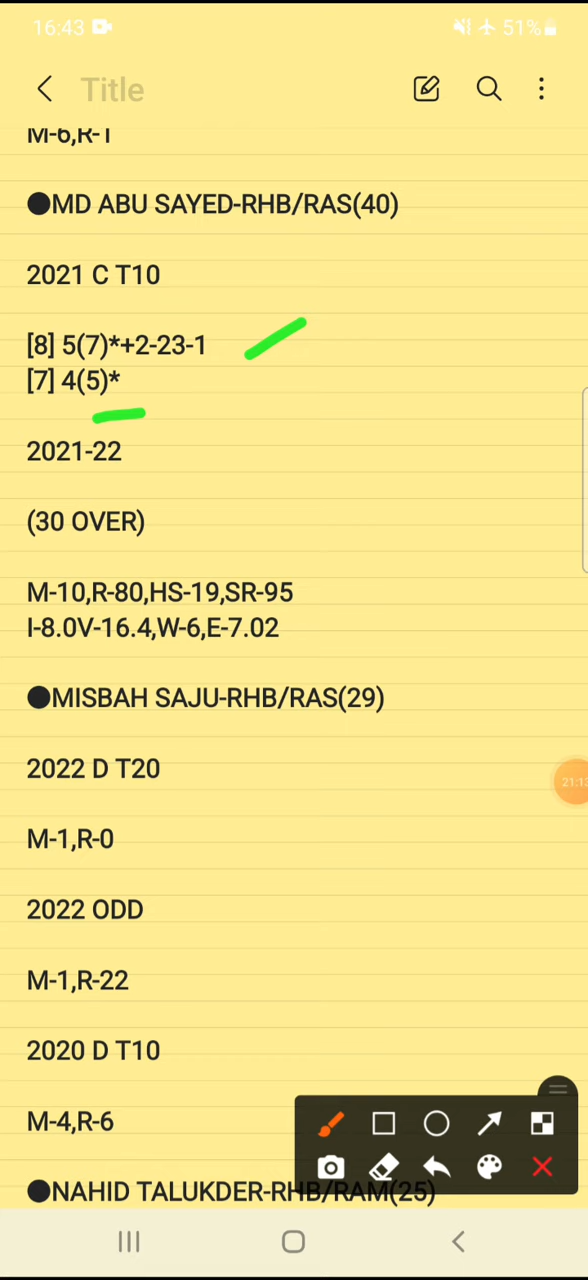 16:43
51%
Title
M-6,R-1
●MD ABU SAYED-RHB/RAS(40)
2021 C T10
[8] 5(7)*+2-23-1
[7] 4(5)*
2021-22
(30 OVER)
M-10,R-80,HS-19,SR-95
I-8.0V-16.4,W-6,E-7.02
●MISBAH SAJU-RHB/RAS(29)
2022 D T20
M-1,R-0
21:13
2022 ODD
M-1,R-22
2020 D T10
M-4,R-6
●NAHID TALUKDER-RHB/RAM(25)